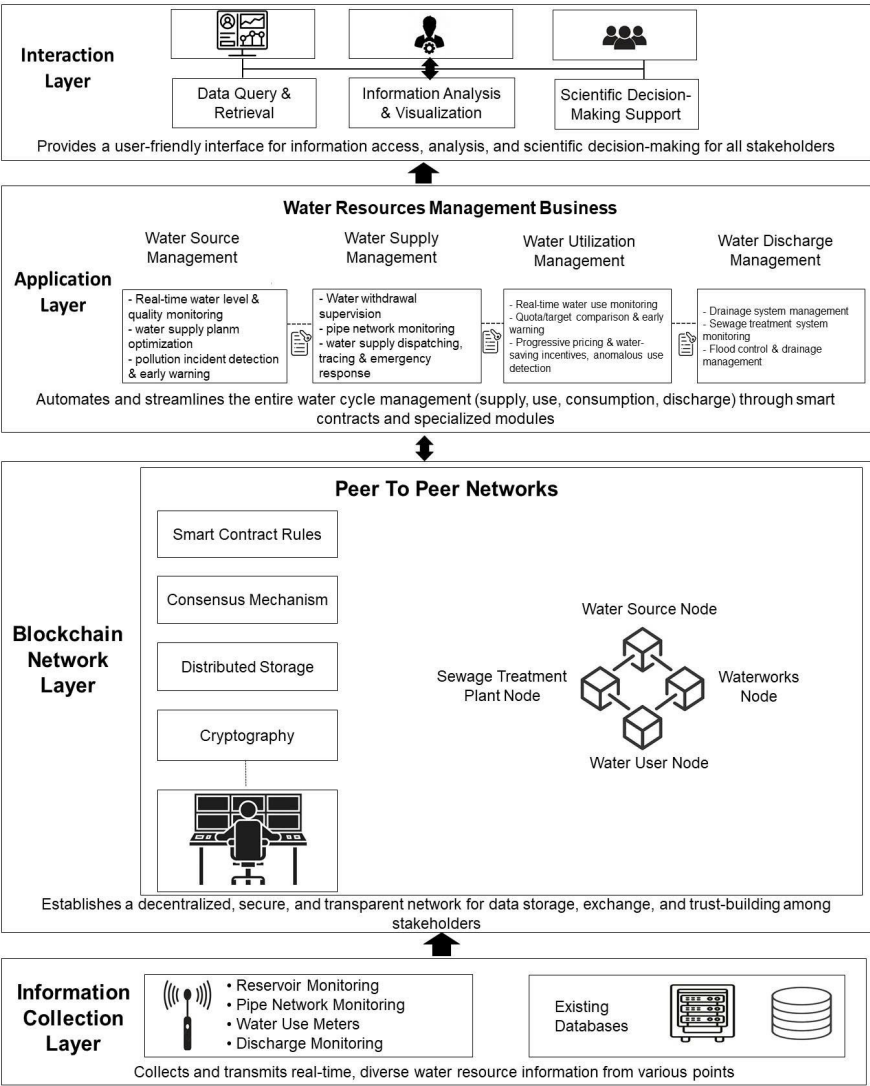 Interaction
Layer
Data Query &
Retrieval
Information Analysis
& Visualization
Scientific Decision-
Making Support
Provides a user-friendly interface for information access, analysis, and scientific decision-making for all stakeholders
Application
Layer
Water Resources Management Business
Water Source
Management
- Real-time water level &
quality monitoring
- water supply planm
optimization
- pollution incident detection
& early warning
Water Supply
Management
- Water withdrawal
supervision
- pipe network monitoring
- water supply dispatching,
tracing & emergency
response
Water Utilization
Management
- Real-time water use monitoring
- Quota/target comparison & early
warning
- Progressive pricing & water-
saving incentives, anomalous use
detection
Water Discharge
Management
- Drainage system management
- Sewage treatment system
monitoring
- Flood control & drainage
management
Automates and streamlines the entire water cycle management (supply, use, consumption, discharge) through smart
contracts and specialized modules
Blockchain
Network
Layer
Peer To Peer Networks
Smart Contract Rules
Consensus Mechanism
Distributed Storage
Cryptography
Water Source Node
Sewage Treatment
Plant Node
Waterworks
Node
Water User Node
Establishes a decentralized, secure, and transparent network for data storage, exchange, and trust-building among
stakeholders
Information
Collection
Layer
• Reservoir Monitoring
• Pipe Network Monitoring
• Water Use Meters
• Discharge Monitoring
Existing
Databases
Collects and transmits real-time, diverse water resource information from various points